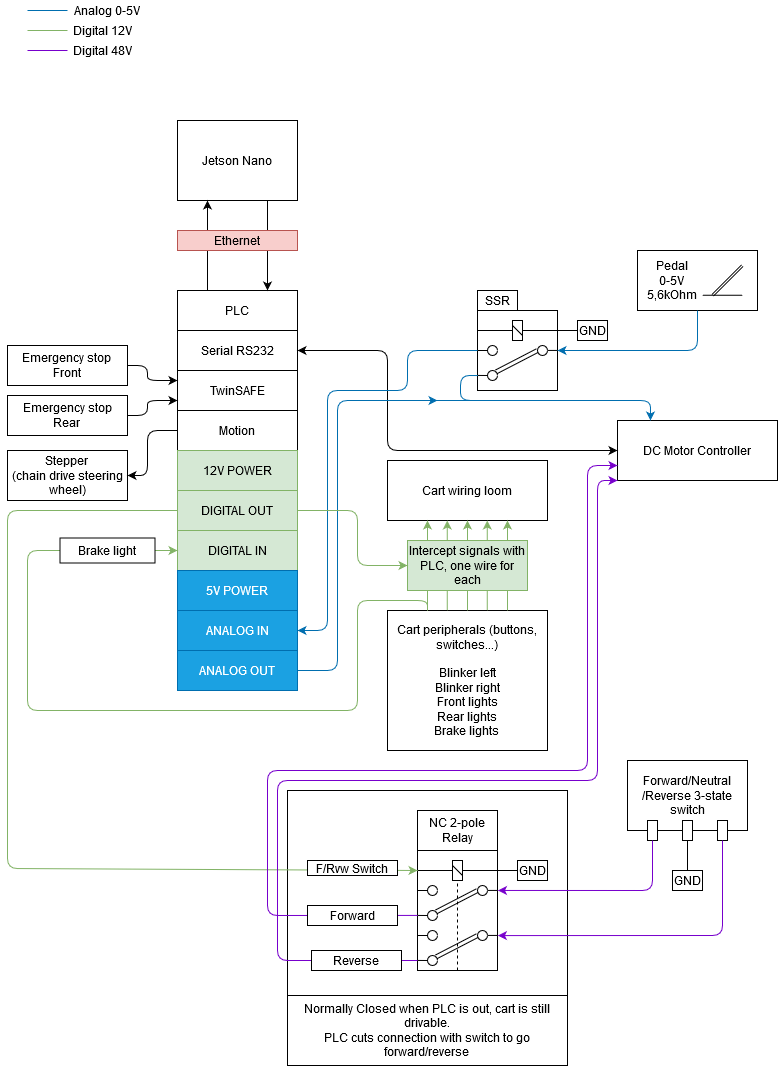 Analog 0-5V
Digital 12V
Digital 48V
Jetson Nano
Ethernet
PLC
Serial RS232
TwinSAFE
Motion
12V POWER
DIGITAL OUT
DIGITAL IN
5V POWER
ANALOG IN
ANALOG OUT
Emergency stop
Front
Emergency stop
Rear
Stepper
(chain drive steering
wheel)
Brake light
SSR
GND
Pedal
0-5V
5,6kOhm
DC Motor Controller
Cart wiring loom
Intercept signals with
PLC, one wire for
each
Cart peripherals (buttons,
switches...)
Blinker left
Blinker right
Front lights
Rear lights
Brake lights
Forward/Neutral
/Reverse 3-state
switch
GND
NC 2-pole
Relay
F/Rvw Switch
GND
Forward
Reverse
Normally Closed when PLC is out, cart is still
drivable.
PLC cuts connection with switch to go
forward/reverse